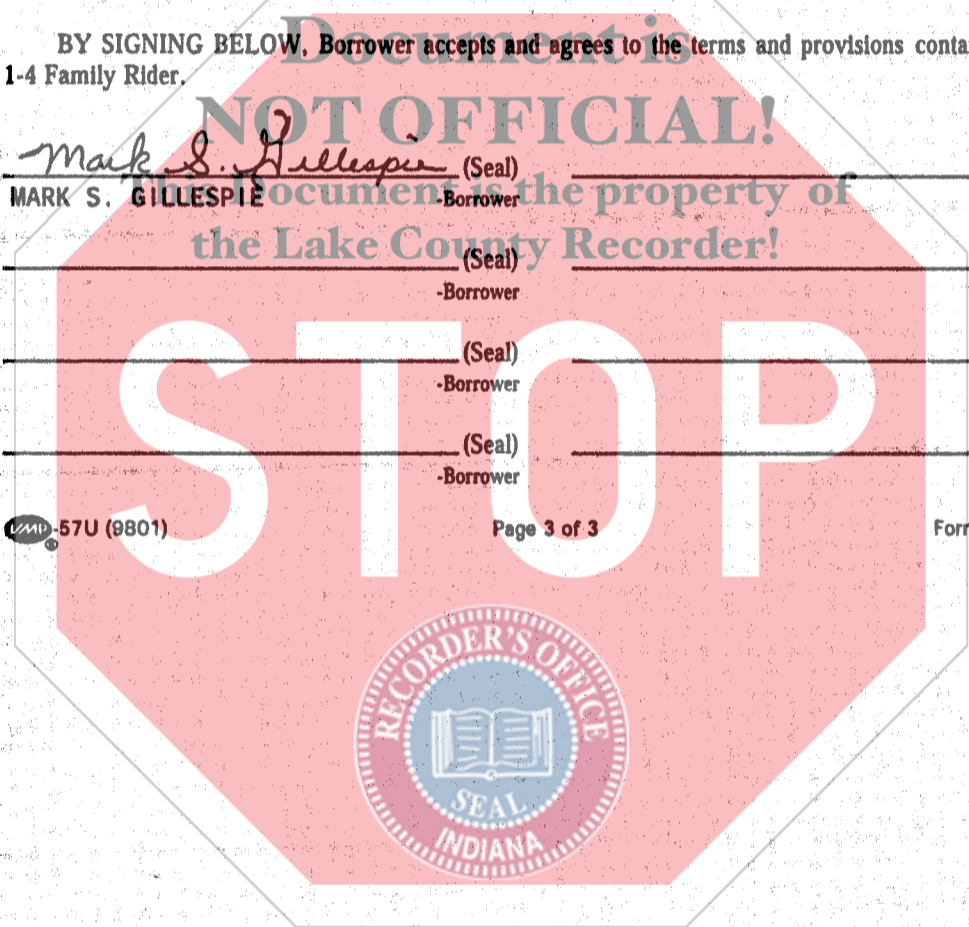 Document is
BY SIGNING BELOW, Borrower accepts and agrees to the terms and provisions conta
1-4 Family Rider.
NOT OFFICIAL!
Mark S. Gillespie (Seal)
MARK S. GILLESPIE -Borrower
This Document is the property of
the Lake County Recorder!
(Seal)
-Borrower
(Seal)
-Borrower
(Seal)
-Borrower
STOP
VMP ®-57U (9801) Page 3 of 3 Forr
RECORDER'S OFFICE
SEAL
INDIANA